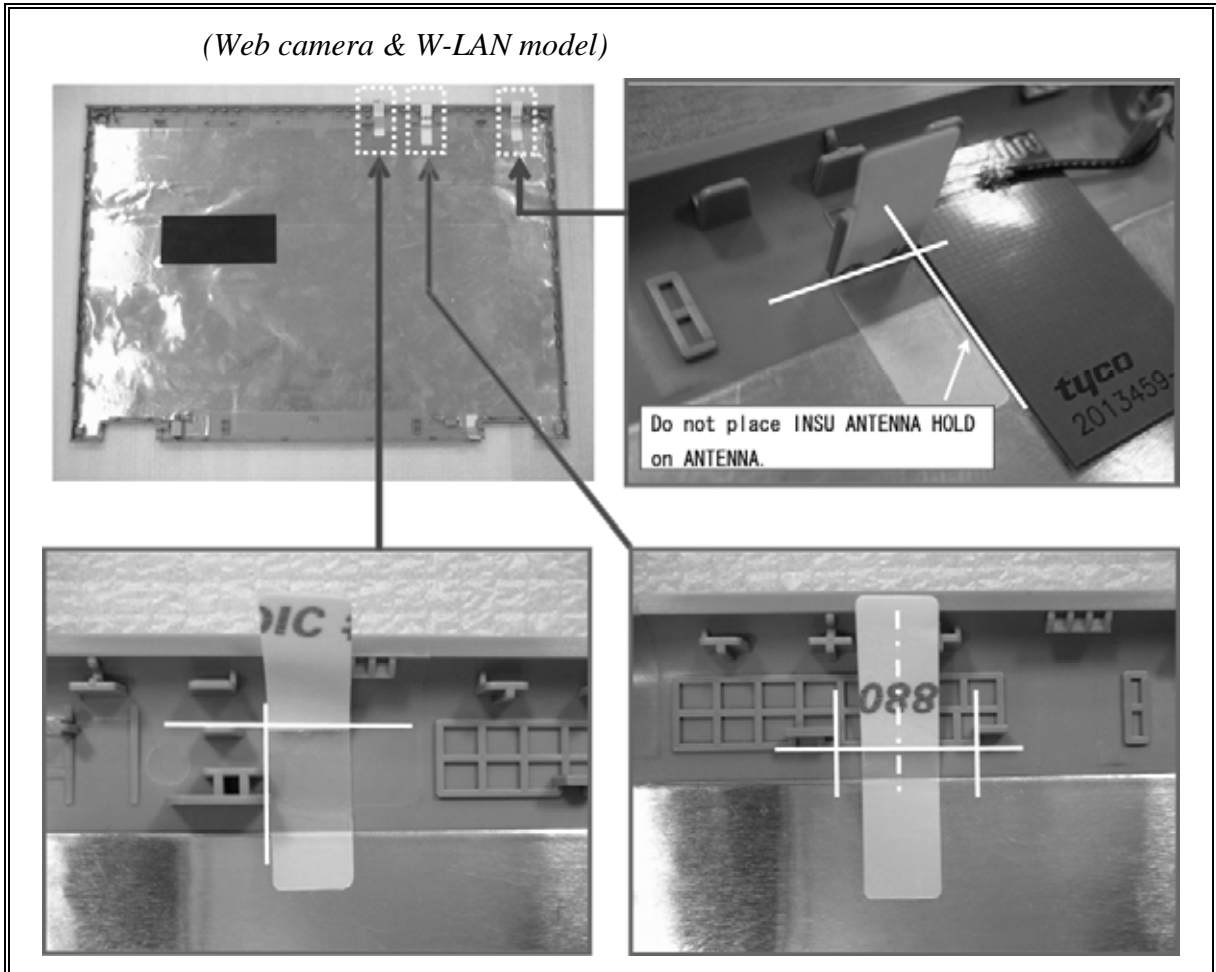 (Web camera & W-LAN model)
tyco
2013459-
Do not place INSU ANTENNA HOLD
on ANTENNA.
DIC
088